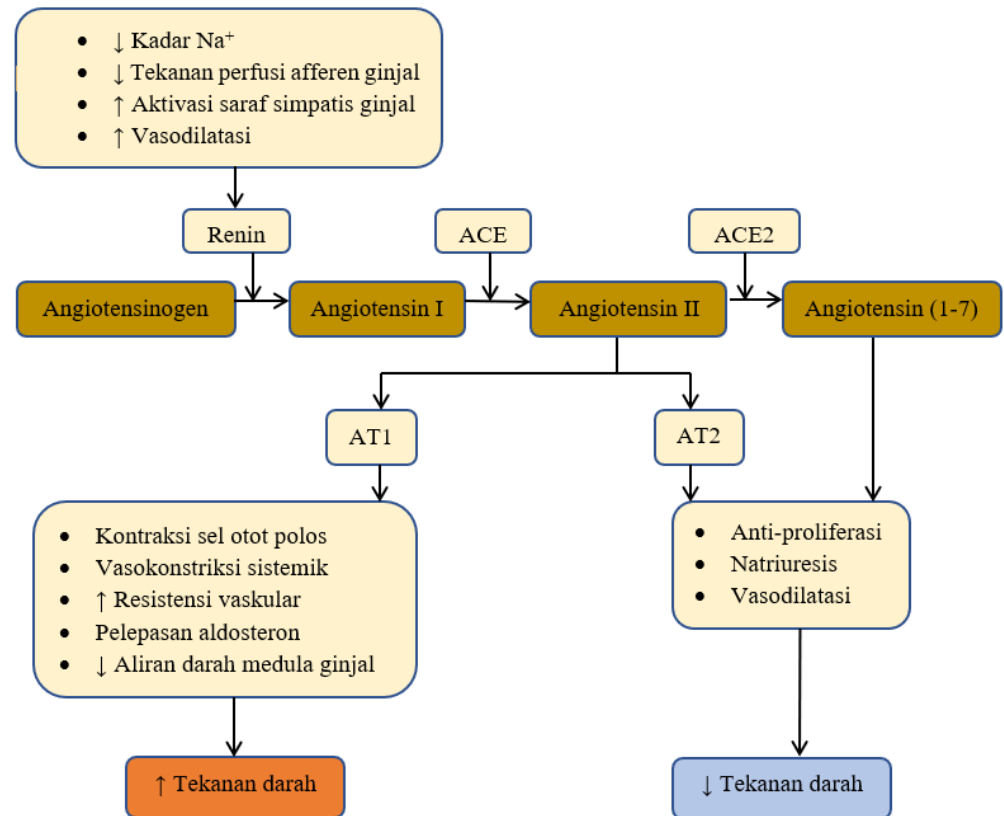 • ↓ Kadar Na⁺
• ↓ Tekanan perfusi afferen ginjal
• ↑ Aktivasi saraf simpatis ginjal
• ↑ Vasodilatasi
Renin
ACE
ACE2
Angiotensinogen
Angiotensin I
Angiotensin II
Angiotensin (1-7)
AT1
AT2
• Kontraksi sel otot polos
• Vasokonstriksi sistemik
• ↑ Resistensi vaskular
• Pelepasan aldosteron
• ↓ Aliran darah medula ginjal
• Anti-proliferasi
• Natriuresis
• Vasodilatasi
↑ Tekanan darah
↓ Tekanan darah